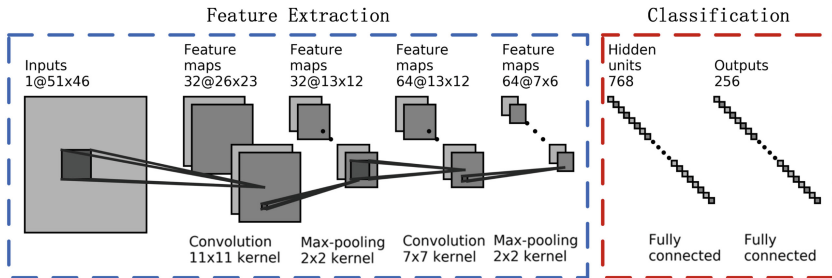 Feature Extraction
Classification
Inputs
1@51x46
Feature
maps
32@26x23
Feature
maps
32@13x12
Feature
maps
64@13x12
Feature
maps
64@7x6
Hidden
units
768
Outputs
256
Convolution
11x11 kernel
Max-pooling
2x2 kernel
Convolution
7x7 kernel
Max-pooling
2x2 kernel
Fully
connected
Fully
connected